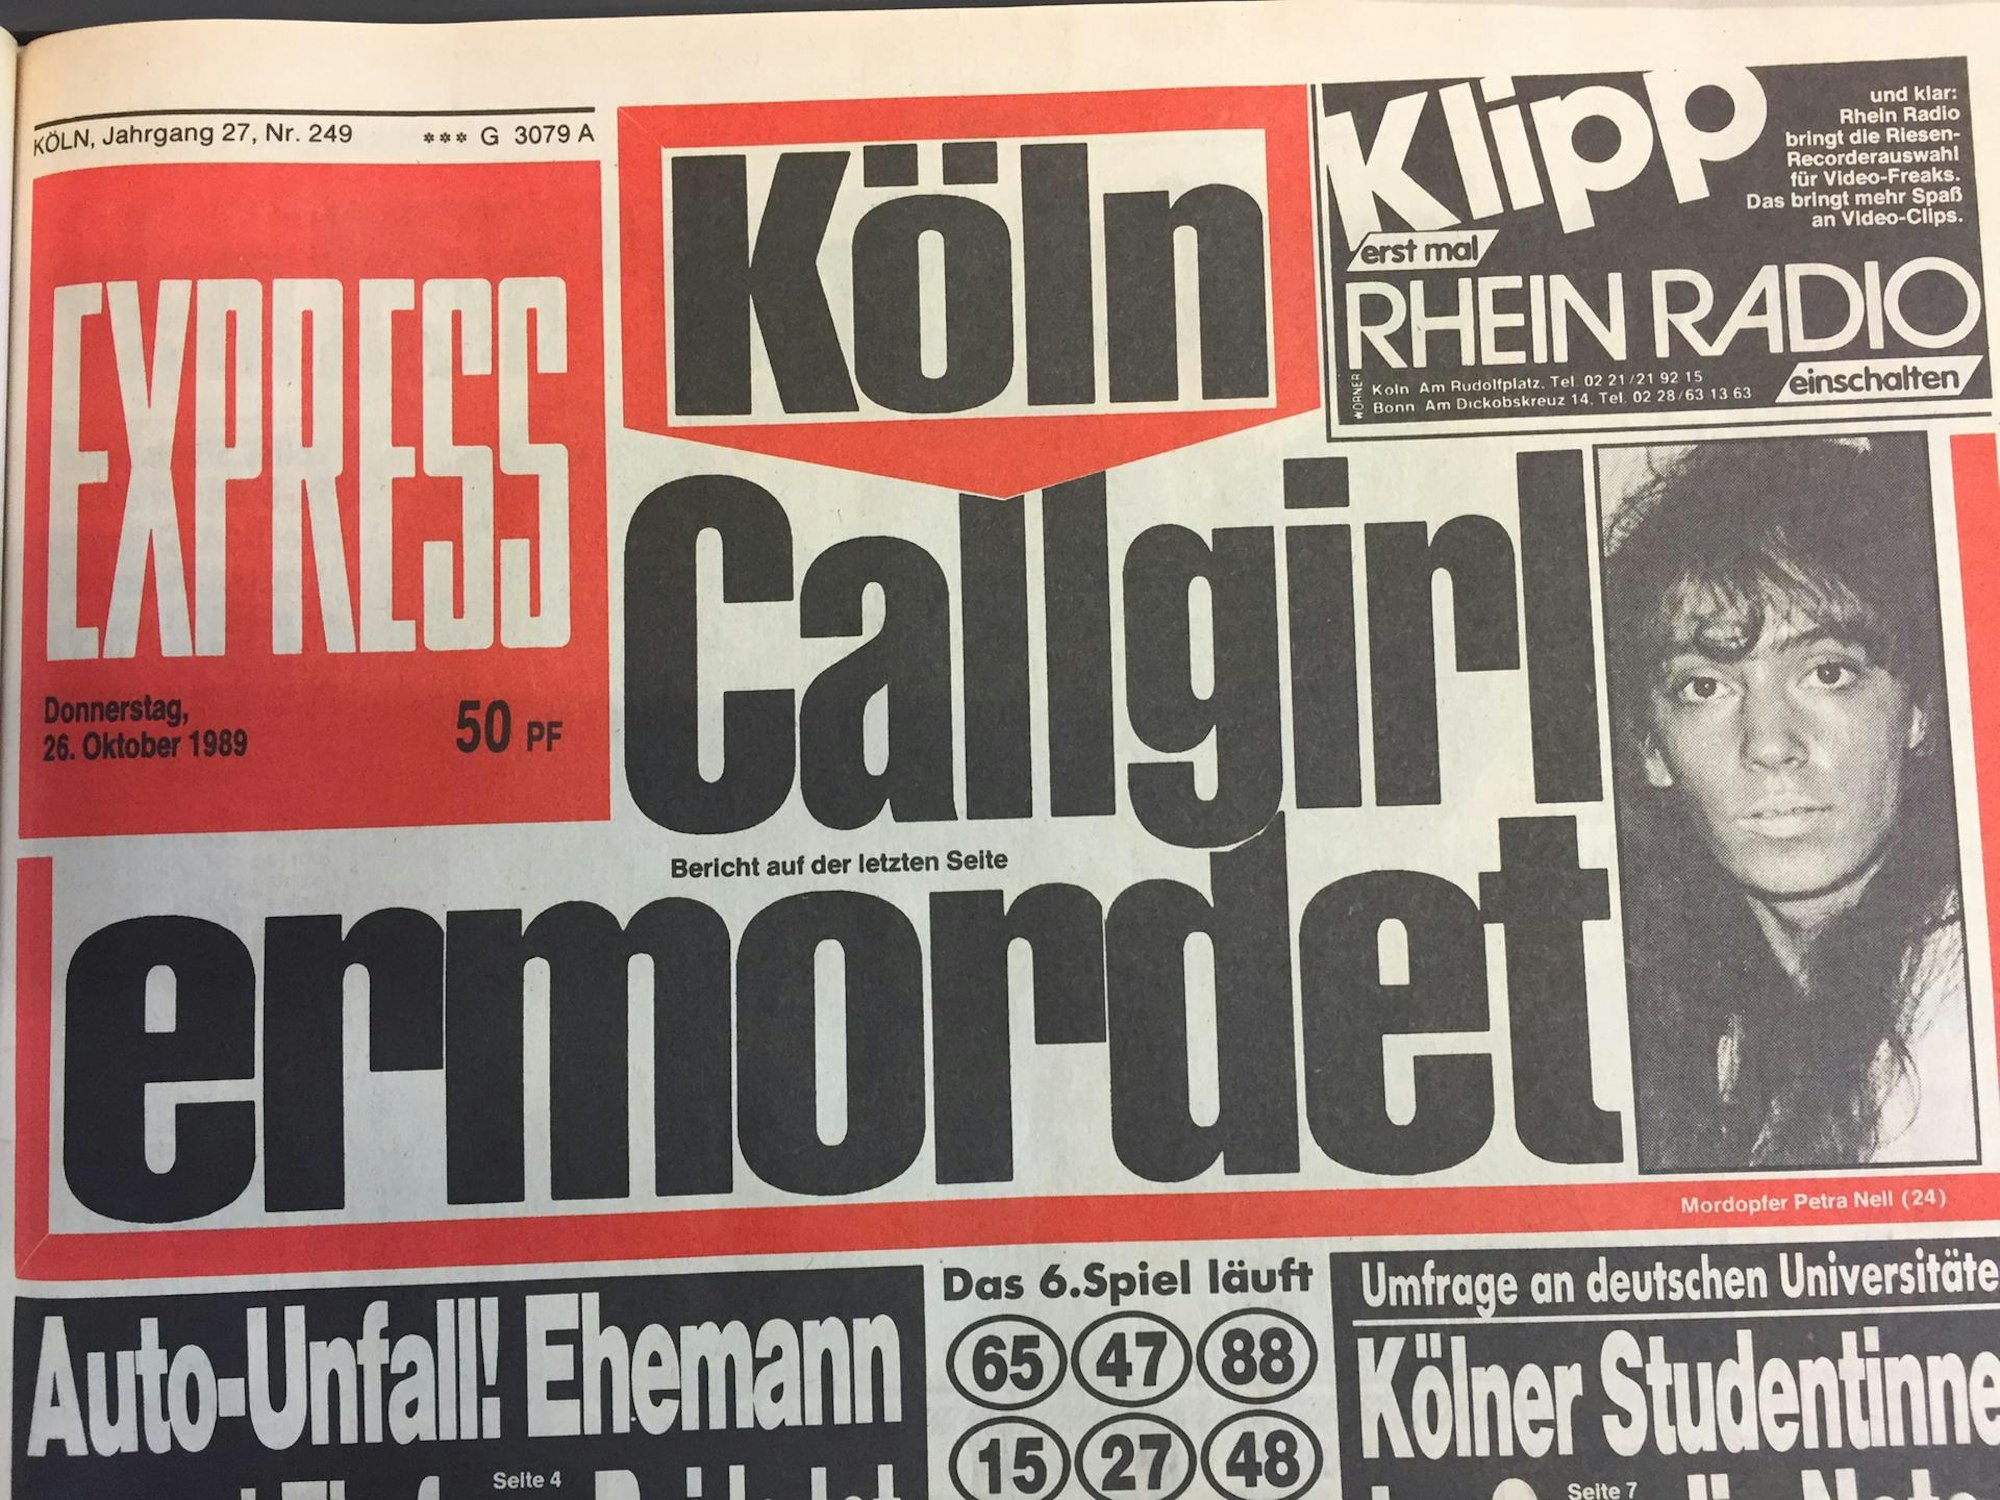 KÖLN, Jahrgang 27, Nr. 249 *** G 3079 A
EXPRESS
Donnerstag,
26. Oktober 1989
50 PF
Köln
Callgirl
Bericht auf der letzten Seite
ermordet
Klipp
und klar:
Rhein Radio
bringt die Riesen-
Recorderauswahl
für Video-Freaks.
Das bringt mehr Spaß
an Video-Clips.
erst mal
RHEIN RADIO
einschalten
WÖRNER
Köln Am Rudolfplatz. Tel. 02 21/21 92 15
Bonn Am Dickobskreuz 14, Tel. 02 28/63 13 63
Mordopfer Petra Nell (24)
Auto-Unfall! Ehemann
Seite 4
Das 6.Spiel läuft
65 47 88
15 27 48
Umfrage an deutschen Universitäte
Kölner Studentinne
Seite 7